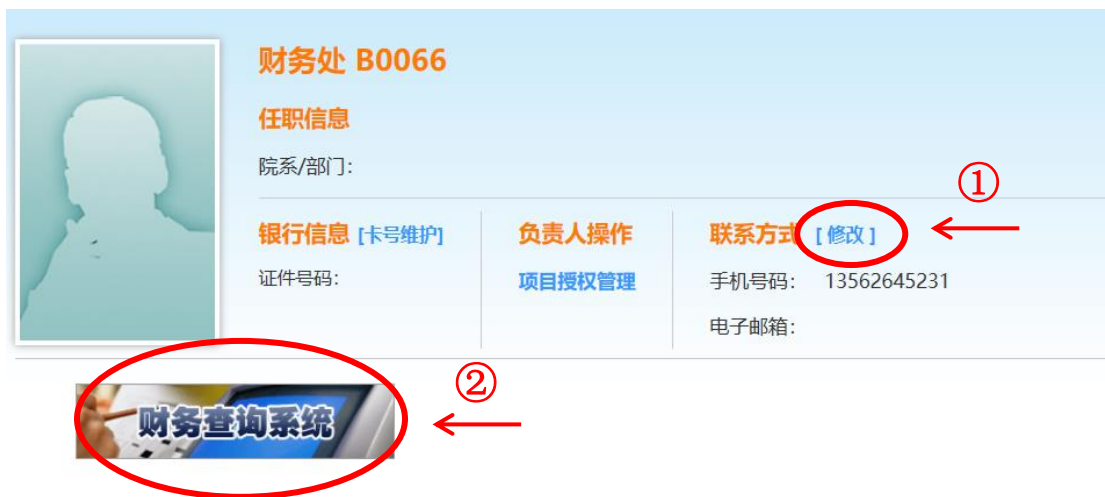 财务处 B0066
任职信息
院系/部门：
①
银行信息 [卡号维护] 负责人操作 联系方式 [ 修改 ]
证件号码： 项目授权管理 手机号码： 13562645231
电子邮箱：
②
财务查询系统